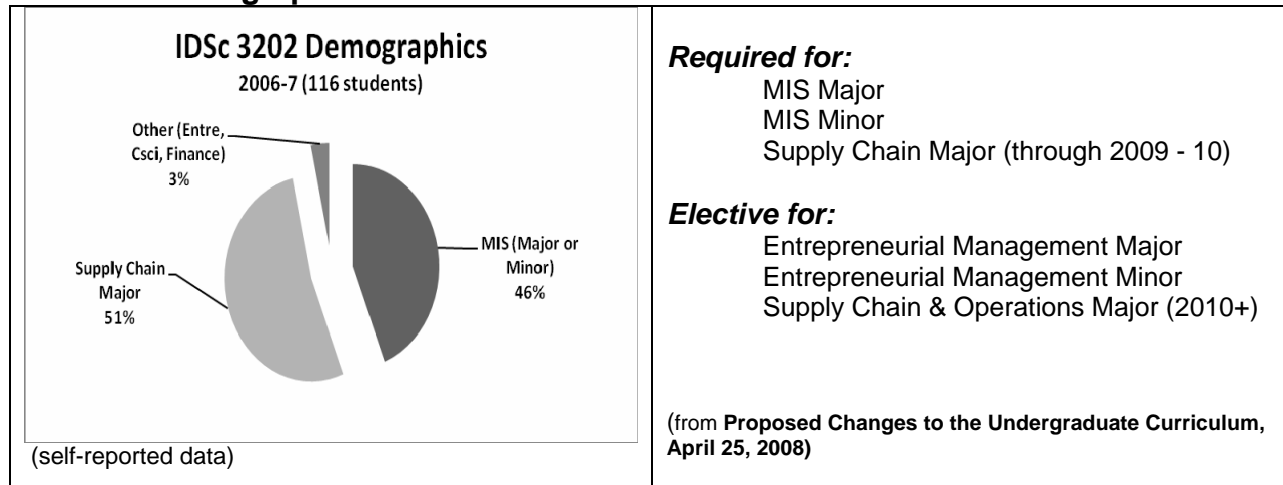 IDSc 3202 Demographics
2006-7 (116 students)
Other (Entre,
Csci, Finance)
3%
MIS (Major or
Minor)
46%
Supply Chain
Major
51%
(self-reported data)
Required for:
MIS Major
MIS Minor
Supply Chain Major (through 2009 - 10)
Elective for:
Entrepreneurial Management Major
Entrepreneurial Management Minor
Supply Chain & Operations Major (2010+)
(from Proposed Changes to the Undergraduate Curriculum,
April 25, 2008)